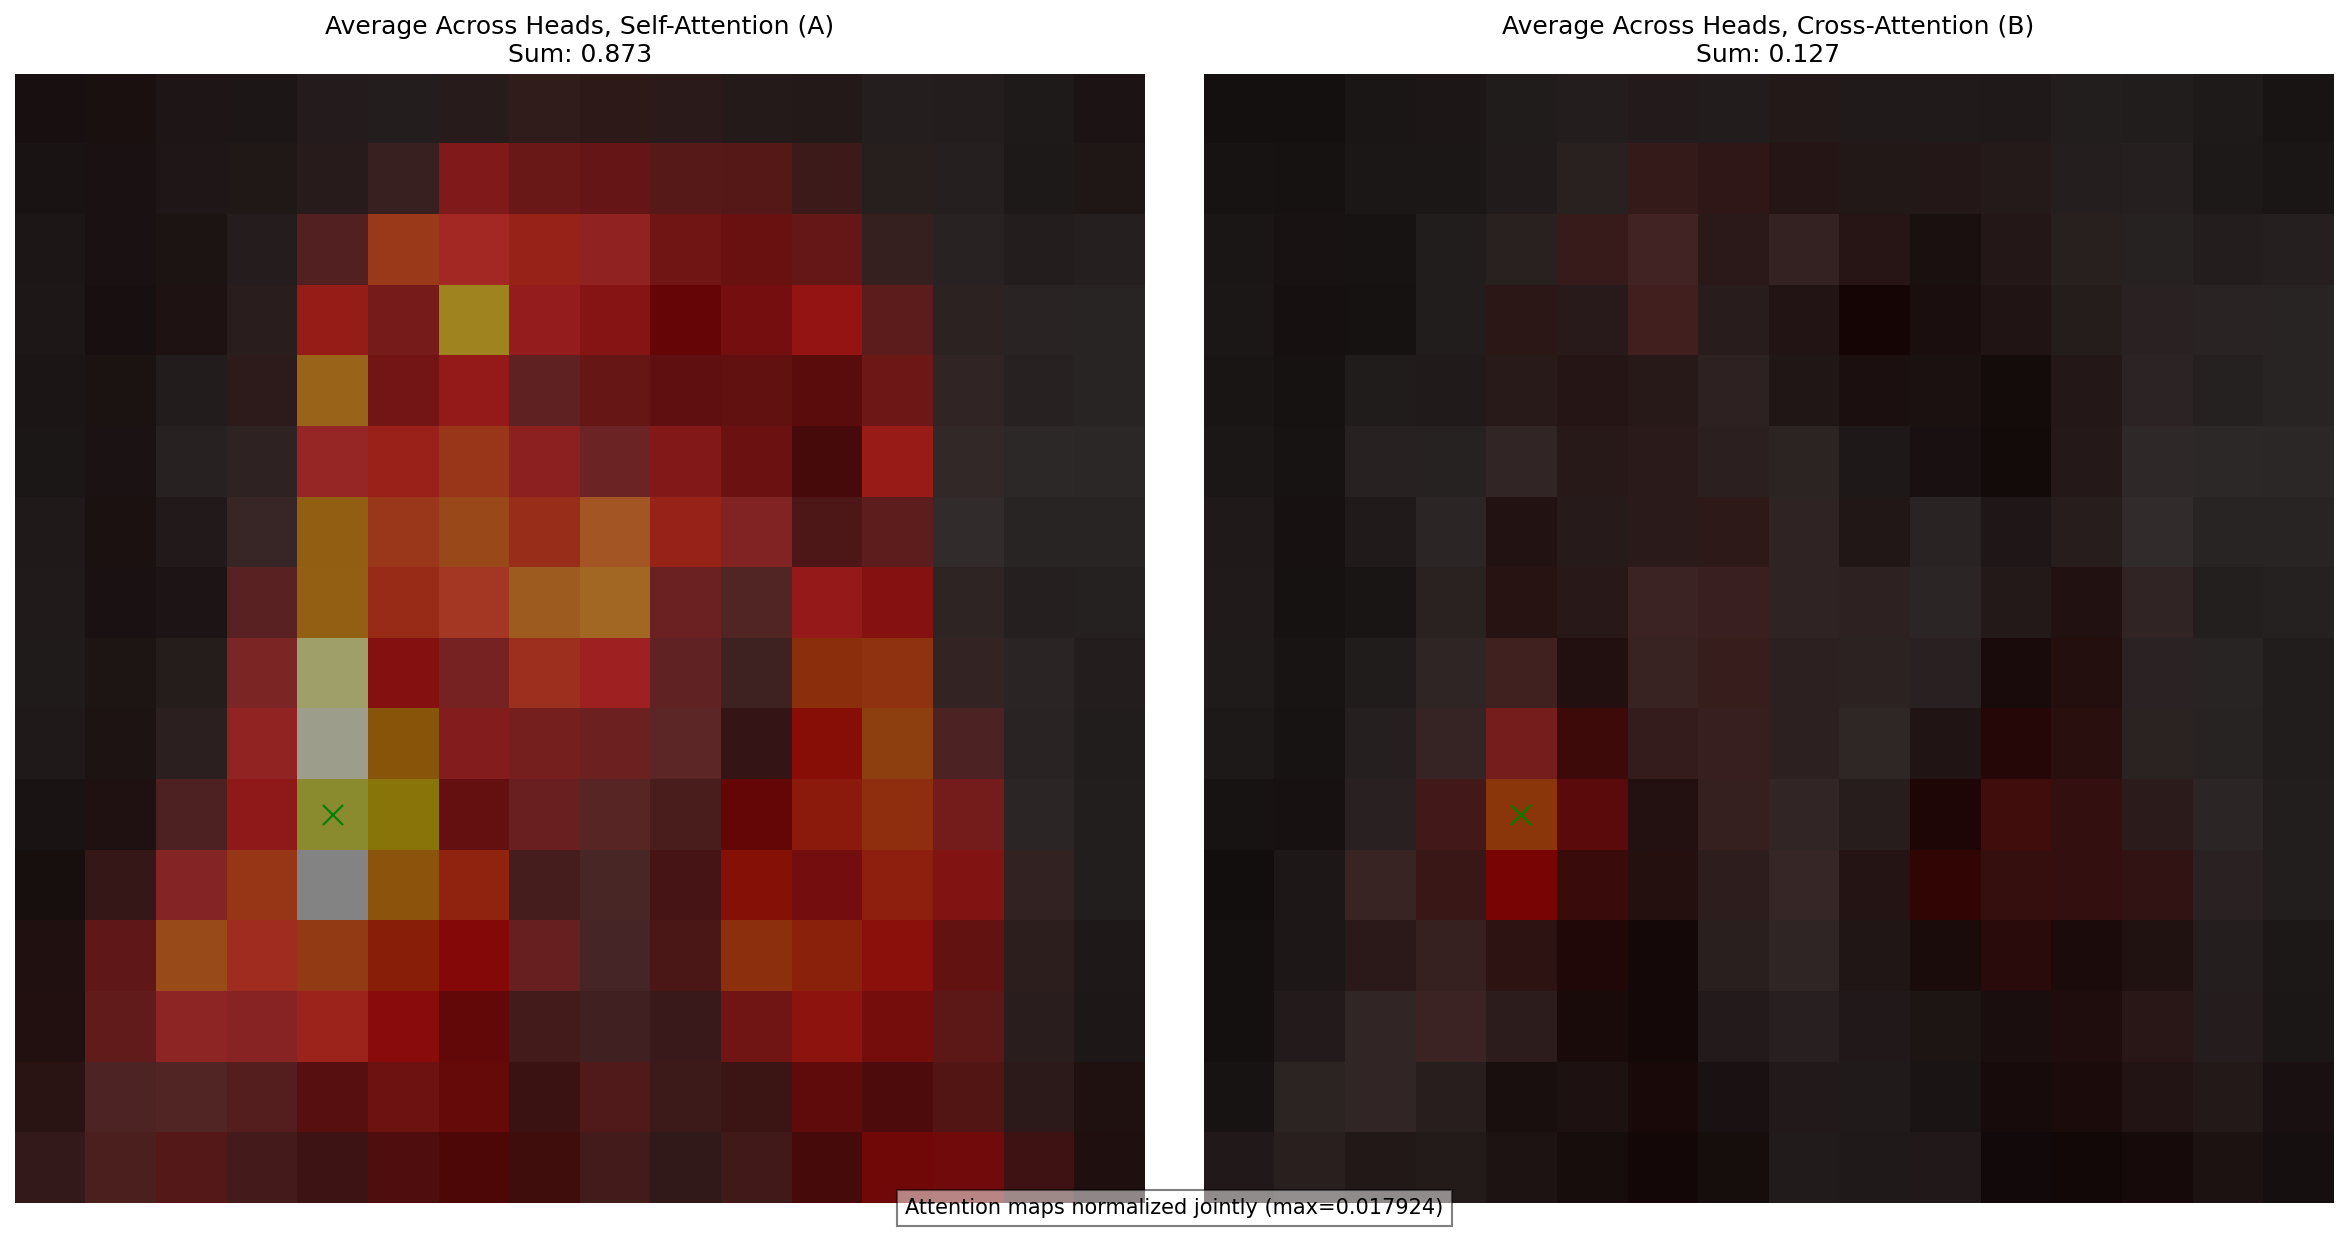 Average Across Heads, Self-Attention (A)
Sum: 0.873
Average Across Heads, Cross-Attention (B)
Sum: 0.127
Attention maps normalized jointly (max=0.017924)